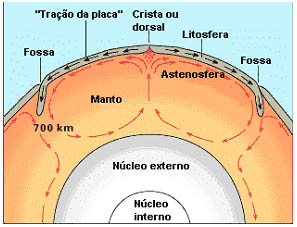 "Tração da placa"
Crista ou
dorsal
Litosfera
Fossa
Fossa
Astenosfera
Manto
700 km
Núcleo externo
Núcleo
interno